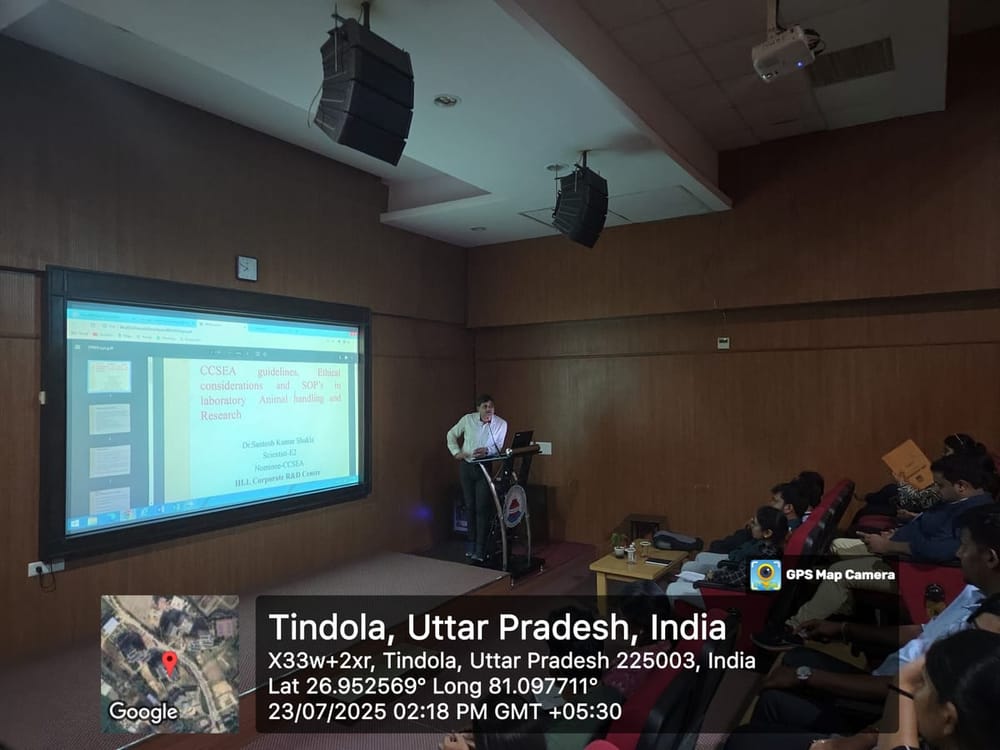 CCSEA guidelines, Ethical
considerations and SOP's in
laboratory Animal handling and
Research
Dr.Santosh Kumar Shukla
Scientist-E2
Nominee-CCSEA
HLL Corporate R&D Centre
GPS Map Camera
Tindola, Uttar Pradesh, India
X33w+2xr, Tindola, Uttar Pradesh 225003, India
Lat 26.952569° Long 81.097711°
23/07/2025 02:18 PM GMT +05:30
Google